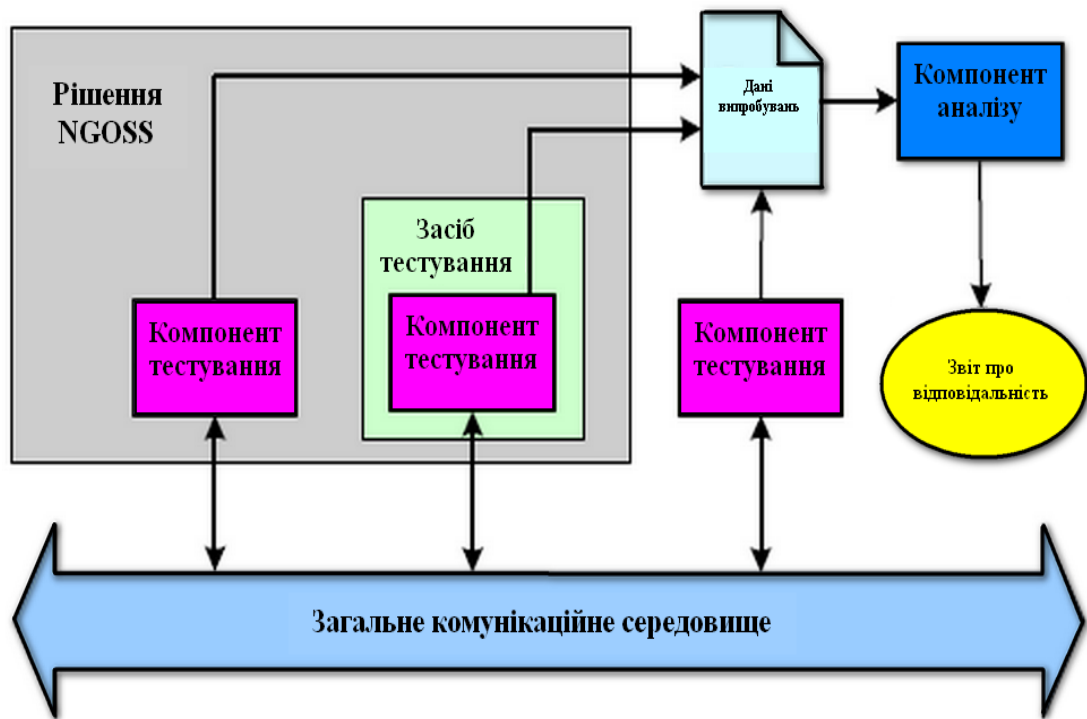 Рішення
NGOSS
Дані
випробувань
Компонент
аналізу
Засіб
тестування
Компонент
тестування
Компонент
тестування
Компонент
тестування
Звіт про
відповідальність
Загальне комунікаційне середовище